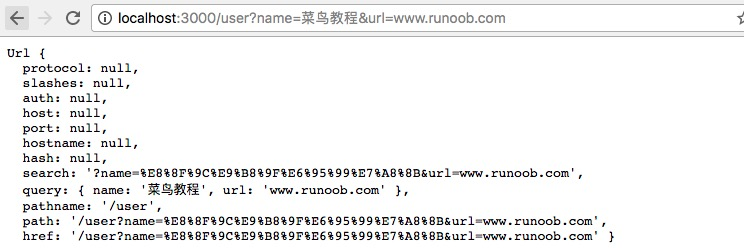 localhost:3000/user?name=菜鸟教程&url=www.runoob.com
Url {
  protocol: null,
  slashes: null,
  auth: null,
  host: null,
  port: null,
  hostname: null,
  hash: null,
  search: '?name=%E8%8F%9C%E9%B8%9F%E6%95%99%E7%A8%8B&url=www.runoob.com',
  query: { name: '菜鸟教程', url: 'www.runoob.com' },
  pathname: '/user',
  path: '/user?name=%E8%8F%9C%E9%B8%9F%E6%95%99%E7%A8%8B&url=www.runoob.com',
  href: '/user?name=%E8%8F%9C%E9%B8%9F%E6%95%99%E7%A8%8B&url=www.runoob.com' }